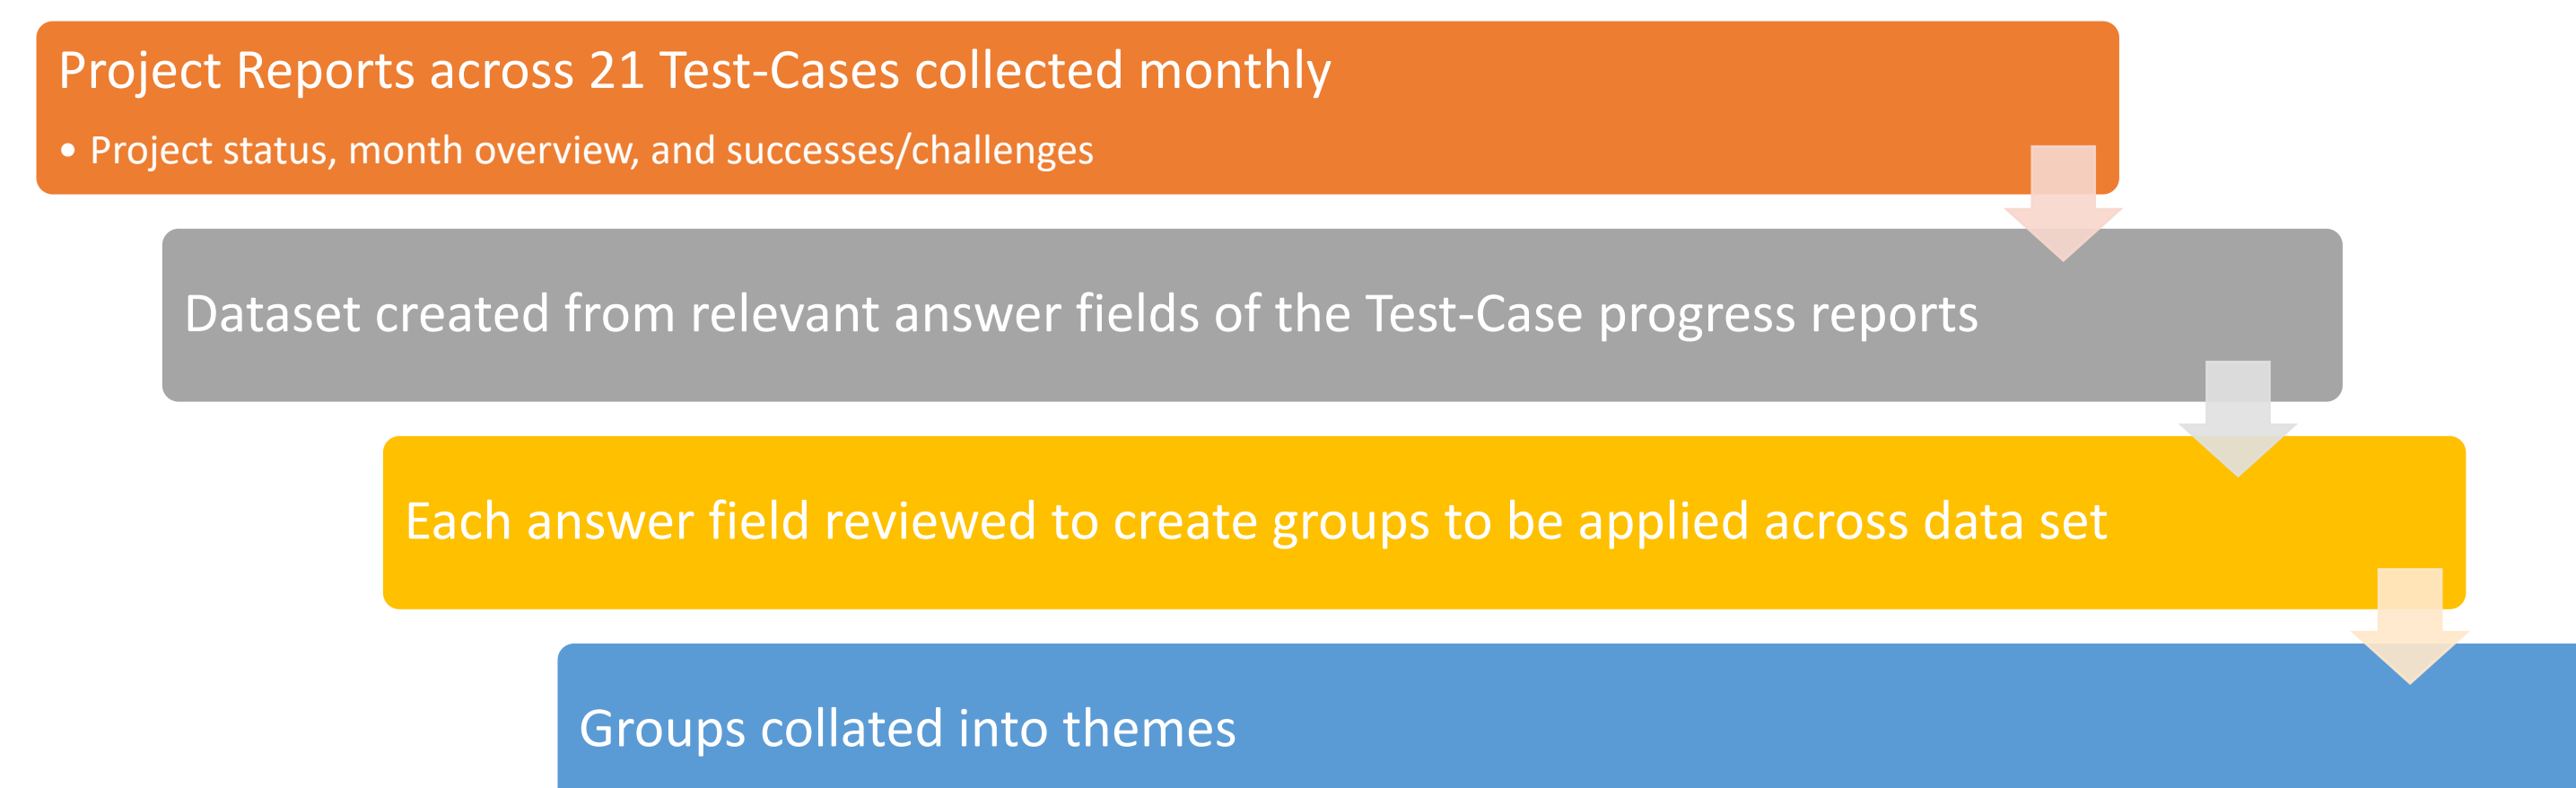 Project Reports across 21 Test-Cases collected monthly
• Project status, month overview, and successes/challenges
Dataset created from relevant answer fields of the Test-Case progress reports
Each answer field reviewed to create groups to be applied across data set
Groups collated into themes